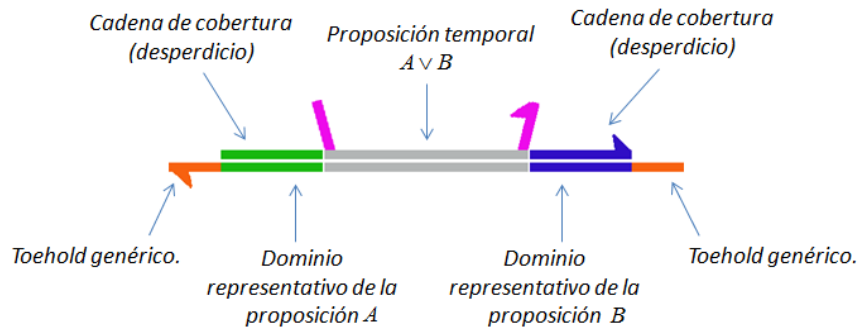 Cadena de cobertura
(desperdicio)
Proposición temporal
A ∨ B
Cadena de cobertura
(desperdicio)
Toehold genérico.
Dominio
representativo de la
proposición A
Dominio
representativo de la
proposición B
Toehold genérico.